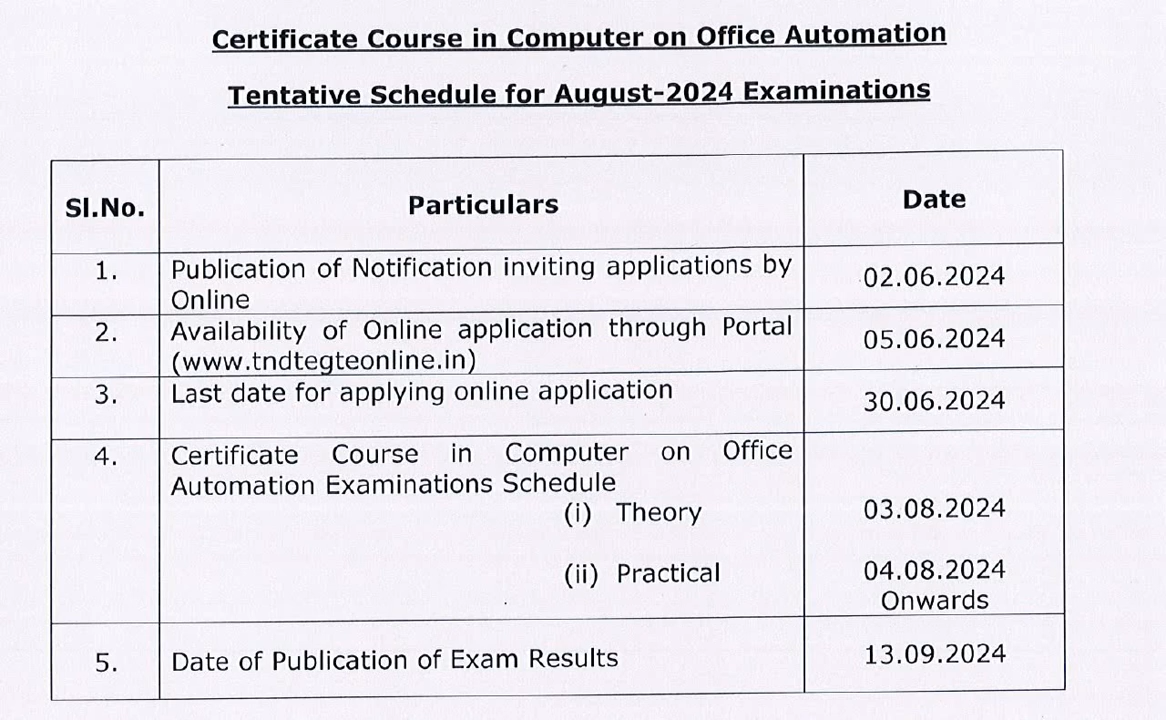 Certificate Course in Computer on Office Automation
Tentative Schedule for August-2024 Examinations
Sl.No. Particulars Date
1. Publication of Notification inviting applications by 02.06.2024
Online
2. Availability of Online application through Portal 05.06.2024
(www.tndtegteonline.in)
3. Last date for applying online application 30.06.2024
4. Certificate Course in Computer on Office
Automation Examinations Schedule
(i) Theory 03.08.2024
(ii) Practical 04.08.2024
Onwards
5. Date of Publication of Exam Results 13.09.2024